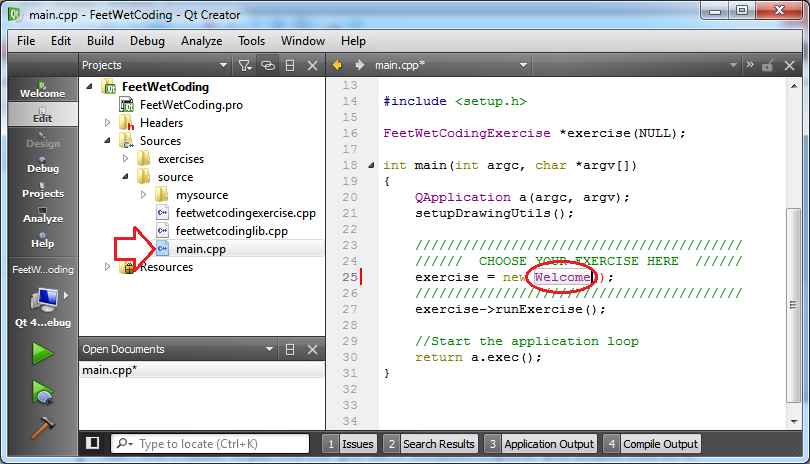 main.cpp - FeetWetCoding - Qt Creator
File Edit Build Debug Analyze Tools Window Help
Projects
main.cpp*
Welcome
Edit
Design
Debug
Projects
Analyze
Help
FeetW...oding
Qt 4...ebug
FeetWetCoding
FeetWetCoding.pro
Headers
Sources
exercises
source
mysource
feetwetcodingexercise.cpp
feetwetcodinglib.cpp
main.cpp
Resources
Open Documents
main.cpp*
13
14 #include <setup.h>
15
16 FeetWetCodingExercise *exercise(NULL);
17
18 int main(int argc, char *argv[])
19 {
20 QApplication a(argc, argv);
21 setupDrawingUtils();
22
23 /////////////////////////////////////////
24 ////// CHOOSE YOUR EXERCISE HERE //////
25 exercise = new Welcome();
26 /////////////////////////////////////////
27 exercise->runExercise();
28
29 //Start the application loop
30 return a.exec();
31 }
32
33
34
Type to locate (Ctrl+K)
1 Issues 2 Search Results 3 Application Output 4 Compile Output